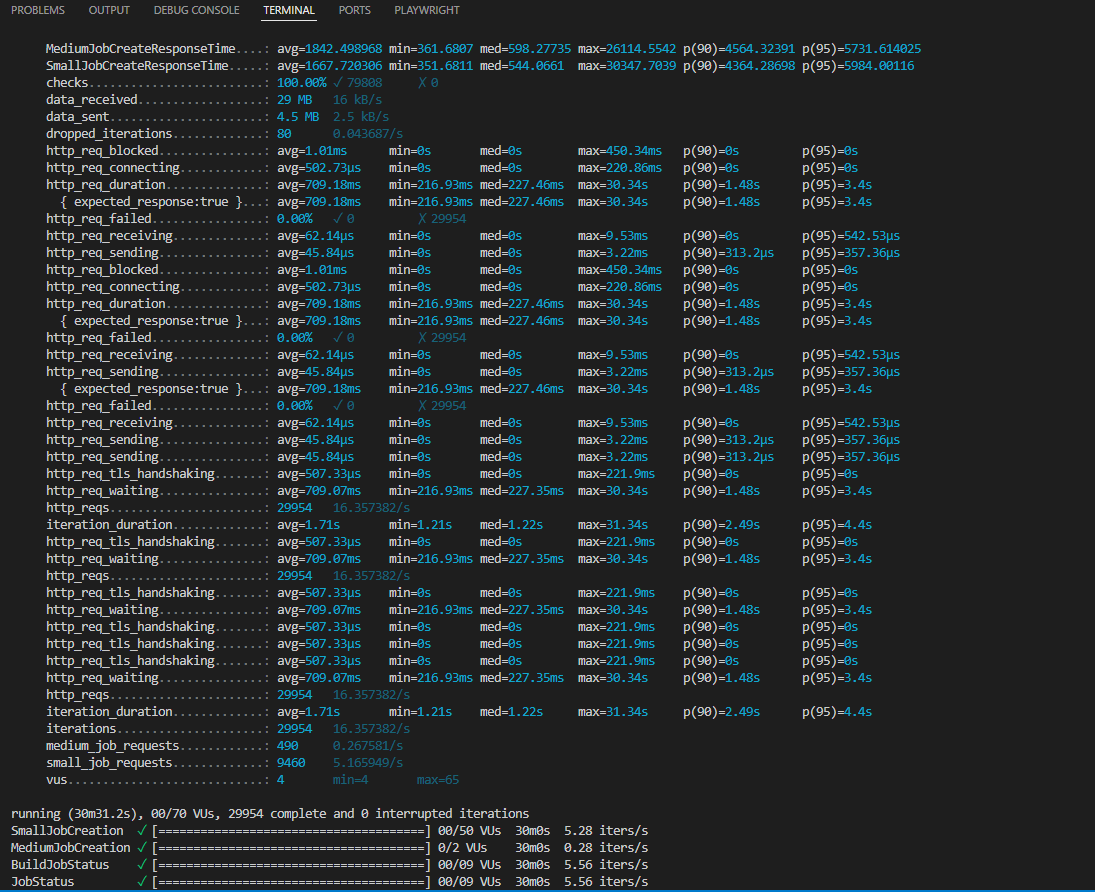 PROBLEMS OUTPUT DEBUG CONSOLE TERMINAL PORTS PLAYWRIGHT
MediumJobCreateResponseTime....: avg=1842.498968 min=361.6807 med=598.27735 max=26114.5542 p(90)=4564.32391 p(95)=5731.614025
SmallJobCreateResponseTime.....: avg=1667.720306 min=351.6811 med=544.0661 max=30347.7039 p(90)=4364.28698 p(95)=5984.00116
checks.........................: 100.00% ✓ 79808 ✗ 0
data_received..................: 29 MB 16 kB/s
data_sent......................: 4.5 MB 2.5 kB/s
dropped_iterations.............: 80 0.043687/s
http_req_blocked...............: avg=1.01ms min=0s med=0s max=450.34ms p(90)=0s p(95)=0s
http_req_connecting............: avg=502.73µs min=0s med=0s max=220.86ms p(90)=0s p(95)=0s
http_req_duration..............: avg=709.18ms min=216.93ms med=227.46ms max=30.34s p(90)=1.48s p(95)=3.4s
{ expected_response:true }...: avg=709.18ms min=216.93ms med=227.46ms max=30.34s p(90)=1.48s p(95)=3.4s
http_req_failed................: 0.00% ✓ 0 ✗ 29954
http_req_receiving.............: avg=62.14µs min=0s med=0s max=9.53ms p(90)=0s p(95)=542.53µs
http_req_sending...............: avg=45.84µs min=0s med=0s max=3.22ms p(90)=313.2µs p(95)=357.36µs
http_req_blocked...............: avg=1.01ms min=0s med=0s max=450.34ms p(90)=0s p(95)=0s
http_req_connecting............: avg=502.73µs min=0s med=0s max=220.86ms p(90)=0s p(95)=0s
http_req_duration..............: avg=709.18ms min=216.93ms med=227.46ms max=30.34s p(90)=1.48s p(95)=3.4s
{ expected_response:true }...: avg=709.18ms min=216.93ms med=227.46ms max=30.34s p(90)=1.48s p(95)=3.4s
http_req_failed................: 0.00% ✓ 0 ✗ 29954
http_req_receiving.............: avg=62.14µs min=0s med=0s max=9.53ms p(90)=0s p(95)=542.53µs
http_req_sending...............: avg=45.84µs min=0s med=0s max=3.22ms p(90)=313.2µs p(95)=357.36µs
{ expected_response:true }...: avg=709.18ms min=216.93ms med=227.46ms max=30.34s p(90)=1.48s p(95)=3.4s
http_req_failed................: 0.00% ✓ 0 ✗ 29954
http_req_receiving.............: avg=62.14µs min=0s med=0s max=9.53ms p(90)=0s p(95)=542.53µs
http_req_sending...............: avg=45.84µs min=0s med=0s max=3.22ms p(90)=313.2µs p(95)=357.36µs
http_req_sending...............: avg=45.84µs min=0s med=0s max=3.22ms p(90)=313.2µs p(95)=357.36µs
http_req_tls_handshaking.......: avg=507.33µs min=0s med=0s max=221.9ms p(90)=0s p(95)=0s
http_req_waiting...............: avg=709.07ms min=216.93ms med=227.35ms max=30.34s p(90)=1.48s p(95)=3.4s
http_reqs......................: 29954 16.357382/s
iteration_duration.............: avg=1.71s min=1.21s med=1.22s max=31.34s p(90)=2.49s p(95)=4.4s
http_req_tls_handshaking.......: avg=507.33µs min=0s med=0s max=221.9ms p(90)=0s p(95)=0s
http_req_waiting...............: avg=709.07ms min=216.93ms med=227.35ms max=30.34s p(90)=1.48s p(95)=3.4s
http_reqs......................: 29954 16.357382/s
http_req_tls_handshaking.......: avg=507.33µs min=0s med=0s max=221.9ms p(90)=0s p(95)=0s
http_req_waiting...............: avg=709.07ms min=216.93ms med=227.35ms max=30.34s p(90)=1.48s p(95)=3.4s
http_req_tls_handshaking.......: avg=507.33µs min=0s med=0s max=221.9ms p(90)=0s p(95)=0s
http_req_tls_handshaking.......: avg=507.33µs min=0s med=0s max=221.9ms p(90)=0s p(95)=0s
http_req_tls_handshaking.......: avg=507.33µs min=0s med=0s max=221.9ms p(90)=0s p(95)=0s
http_req_waiting...............: avg=709.07ms min=216.93ms med=227.35ms max=30.34s p(90)=1.48s p(95)=3.4s
http_reqs......................: 29954 16.357382/s
iteration_duration.............: avg=1.71s min=1.21s med=1.22s max=31.34s p(90)=2.49s p(95)=4.4s
iterations.....................: 29954 16.357382/s
medium_job_requests............: 490 0.267581/s
small_job_requests.............: 9460 5.165949/s
vus............................: 4 min=4 max=65
running (30m31.2s), 00/70 VUs, 29954 complete and 0 interrupted iterations
SmallJobCreation ✓ [======================================] 00/50 VUs 30m0s 5.28 iters/s
MediumJobCreation ✓ [======================================] 0/2 VUs 30m0s 0.28 iters/s
BuildJobStatus ✓ [======================================] 00/09 VUs 30m0s 5.56 iters/s
JobStatus ✓ [======================================] 00/09 VUs 30m0s 5.56 iters/s